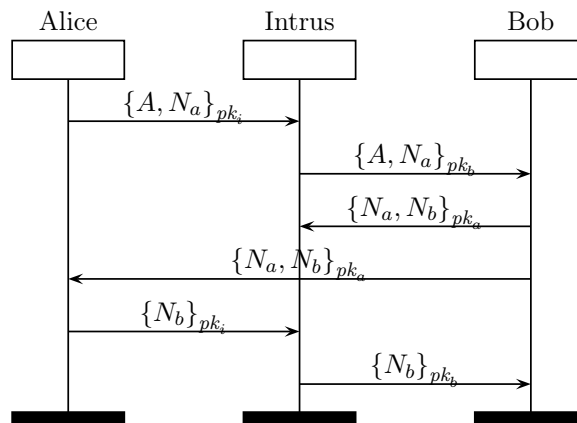 Alice Intrus Bob
{A, N_a}_{pk_i}
{A, N_a}_{pk_b}
{N_a, N_b}_{pk_a}
{N_a, N_b}_{pk_a}
{N_b}_{pk_i}
{N_b}_{pk_b}